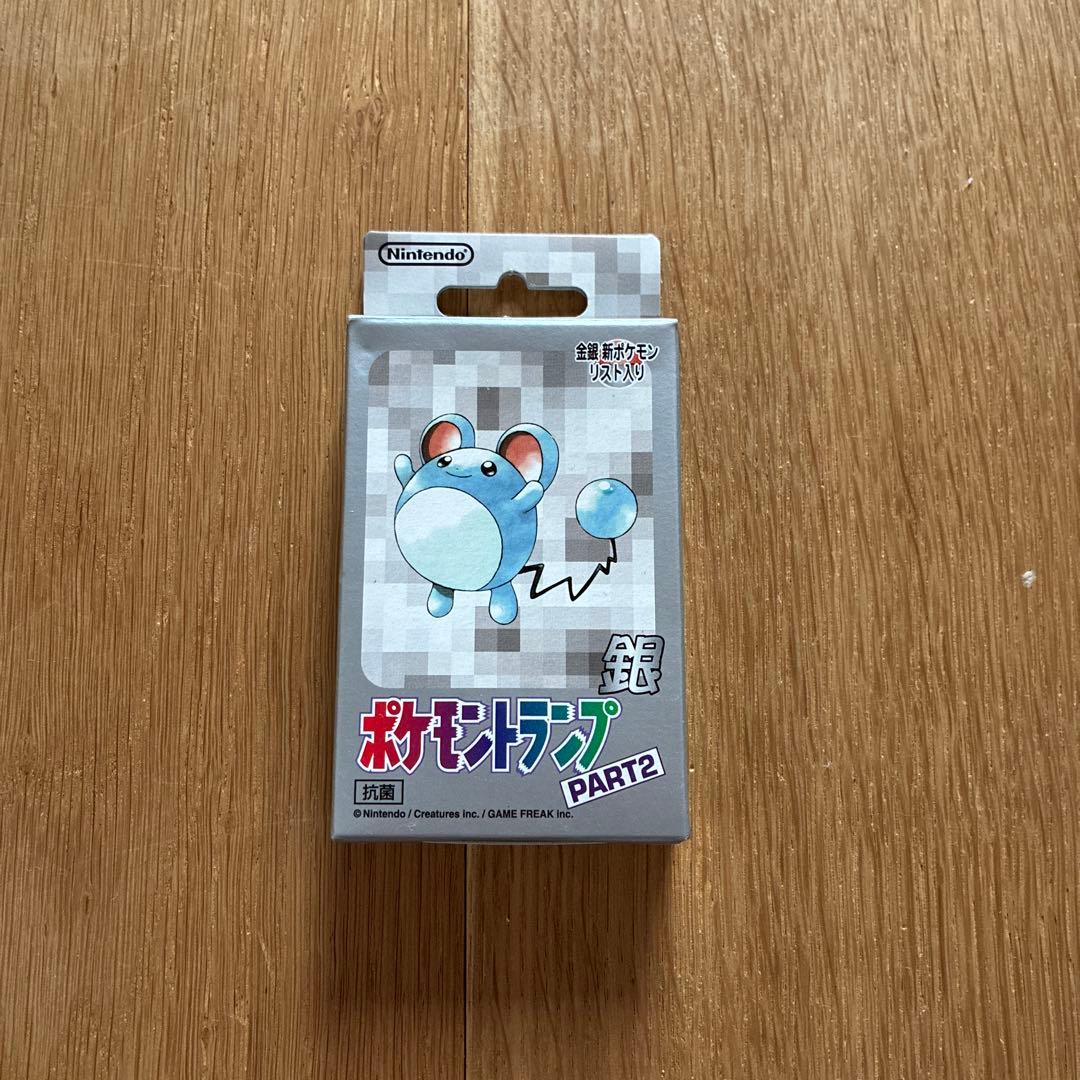 Nintendo®
金銀 新ポケモン
リスト入り
銀
ポケモントランプ
PART2
抗菌
©Nintendo / Creatures inc. / GAME FREAK inc.